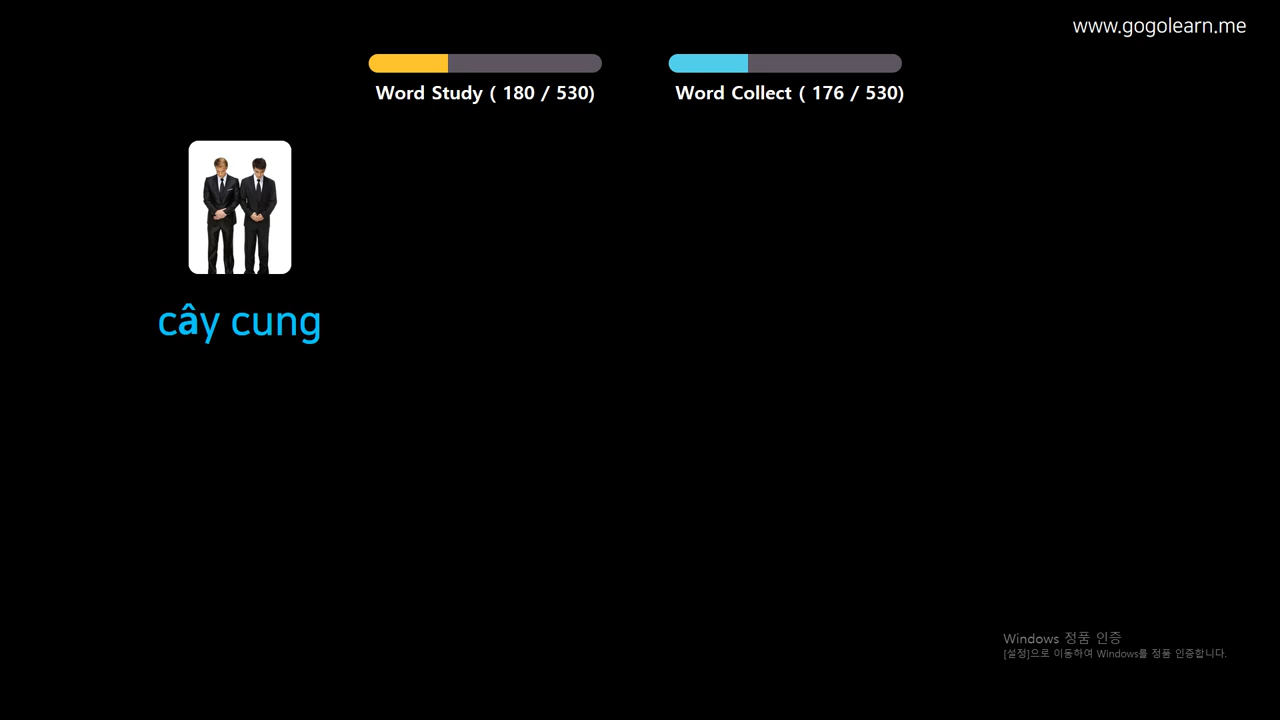 www.gogolearn.me
Word Study ( 180 / 530)
Word Collect ( 176 / 530)
cây cung
Windows 정품 인증
[설정]으로 이동하여 Windows를 정품 인증합니다.